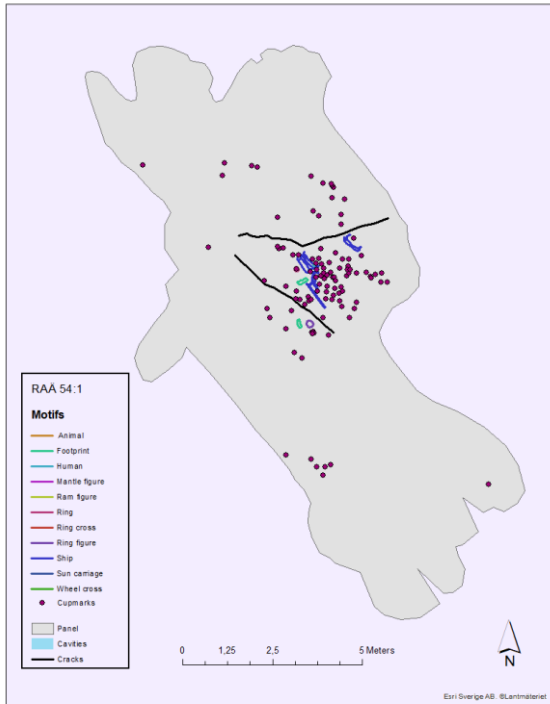 RAÄ 54:1
Motifs
Animal
Footprint
Human
Mantle figure
Ram figure
Ring
Ring cross
Ring figure
Ship
Sun carriage
Wheel cross
Cupmarks
Panel
Cavities
Cracks
0 1,25 2,5 5 Meters
N
Esri Sverige AB. ©Lantmäteriet